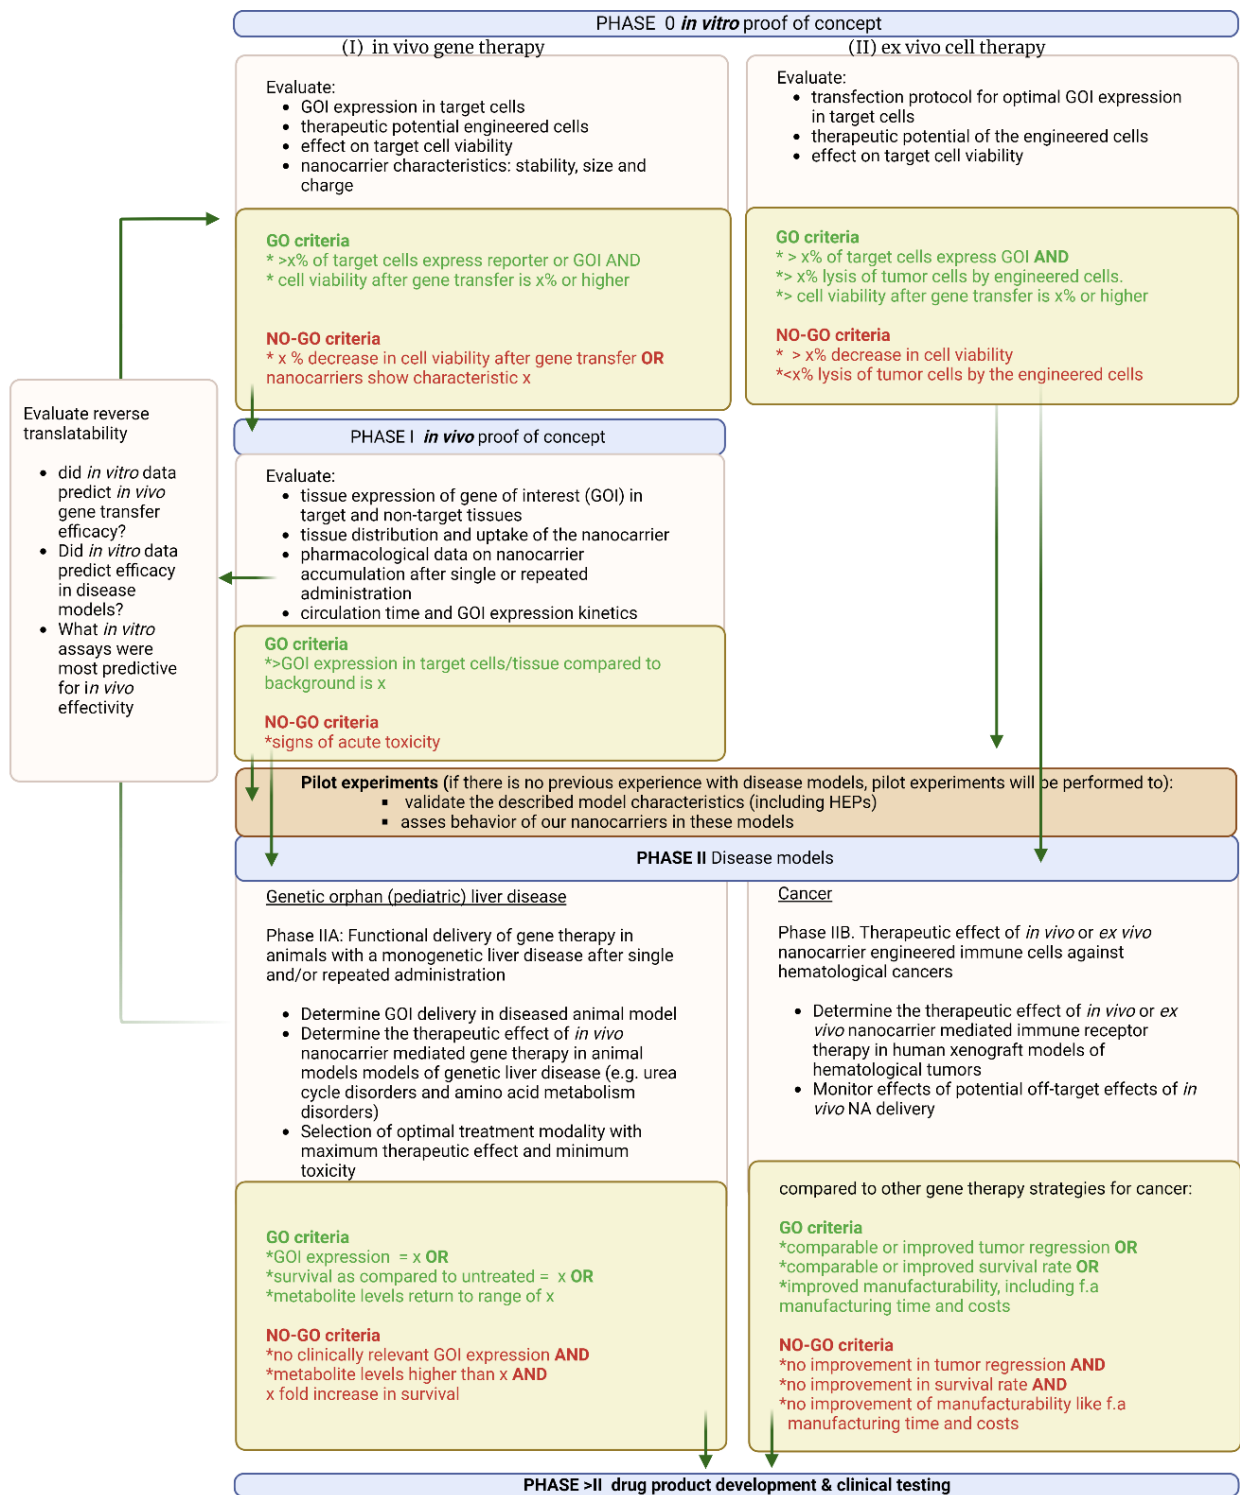 PHASE 0 in vitro proof of concept
(I) in vivo gene therapy
Evaluate:
• GOI expression in target cells
• therapeutic potential engineered cells
• effect on target cell viability
• nanocarrier characteristics: stability, size and
charge
GO criteria
* >x% of target cells express reporter or GOI AND
* cell viability after gene transfer is x% or higher
NO-GO criteria
* x % decrease in cell viability after gene transfer OR
nanocarriers show characteristic x
(II) ex vivo cell therapy
Evaluate:
• transfection protocol for optimal GOI expression
in target cells
• therapeutic potential of the engineered cells
• effect on target cell viability
GO criteria
* > x% of target cells express GOI AND
*> x% lysis of tumor cells by engineered cells.
*> cell viability after gene transfer is x% or higher
NO-GO criteria
* > x% decrease in cell viability
*<x% lysis of tumor cells by the engineered cells
Evaluate reverse
translatability
• did in vitro data
predict in vivo
gene transfer
efficacy?
• Did in vitro data
predict efficacy
in disease
models?
• What in vitro
assays were
most predictive
for in vivo
effectivity
PHASE I in vivo proof of concept
Evaluate:
• tissue expression of gene of interest (GOI) in
target and non-target tissues
• tissue distribution and uptake of the nanocarrier
• pharmacological data on nanocarrier
accumulation after single or repeated
administration
• circulation time and GOI expression kinetics
GO criteria
*>GOI expression in target cells/tissue compared to
background is x
NO-GO criteria
*signs of acute toxicity
Pilot experiments (if there is no previous experience with disease models, pilot experiments will be performed to):
▪ validate the described model characteristics (including HEPs)
▪ asses behavior of our nanocarriers in these models
PHASE II Disease models
Genetic orphan (pediatric) liver disease
Phase IIA: Functional delivery of gene therapy in
animals with a monogenetic liver disease after single
and/or repeated administration
• Determine GOI delivery in diseased animal model
• Determine the therapeutic effect of in vivo
nanocarrier mediated gene therapy in animal
models models of genetic liver disease (e.g. urea
cycle disorders and amino acid metabolism
disorders)
• Selection of optimal treatment modality with
maximum therapeutic effect and minimum
toxicity
GO criteria
*GOI expression = x OR
*survival as compared to untreated = x OR
*metabolite levels return to range of x
NO-GO criteria
*no clinically relevant GOI expression AND
*metabolite levels higher than x AND
x fold increase in survival
Cancer
Phase IIB. Therapeutic effect of in vivo or ex vivo
nanocarrier engineered immune cells against
hematological cancers
• Determine the therapeutic effect of in vivo or ex
vivo nanocarrier mediated immune receptor
therapy in human xenograft models of
hematological tumors
• Monitor effects of potential off-target effects of in
vivo NA delivery
compared to other gene therapy strategies for cancer:
GO criteria
*comparable or improved tumor regression OR
*comparable or improved survival rate OR
*improved manufacturability, including f.a
manufacturing time and costs
NO-GO criteria
*no improvement in tumor regression AND
*no improvement in survival rate AND
*no improvement of manufacturability like f.a
manufacturing time and costs
PHASE >II drug product development & clinical testing